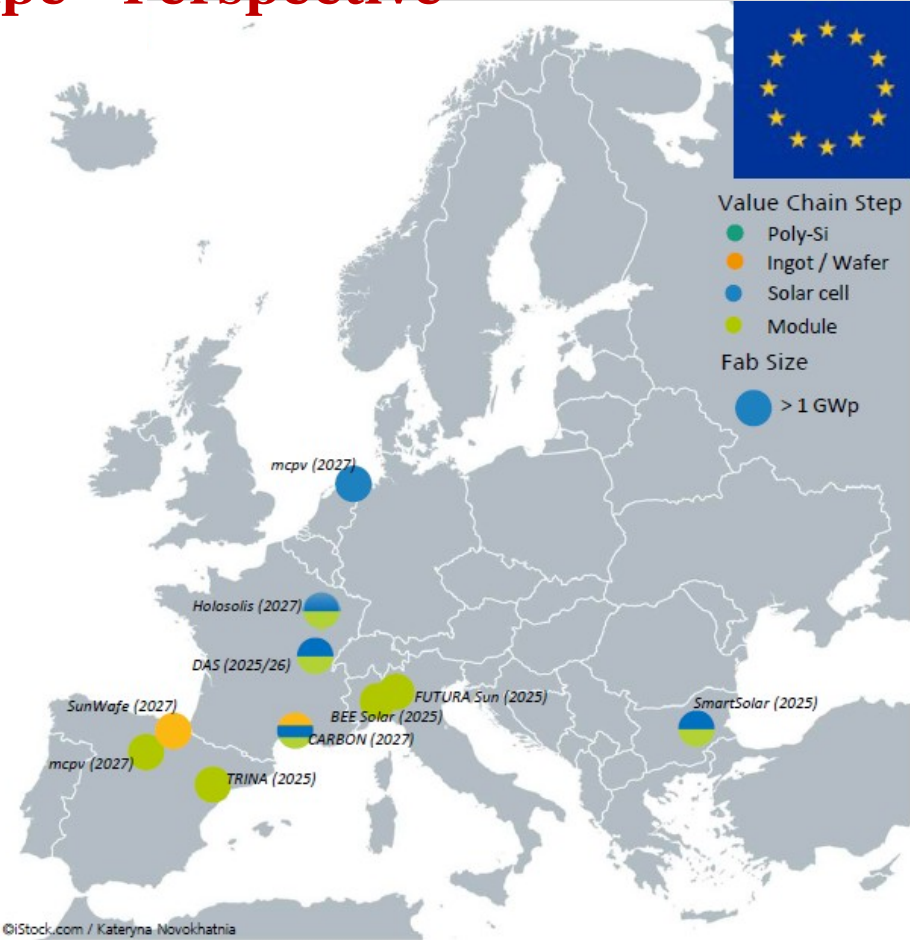 Perspective
Value Chain Step
Poly-Si
Ingot / Wafer
Solar cell
Module
Fab Size
> 1 GWp
mcpv (2027)
Holosolis (2027)
DAS (2025/26)
FUTURA Sun (2025)
SunWafe (2027)
BEE Solar (2025)
SmartSolar (2025)
CARBON (2027)
mcpv (2027)
TRINA (2025)
©iStock.com / Kateryna Novokhatnia